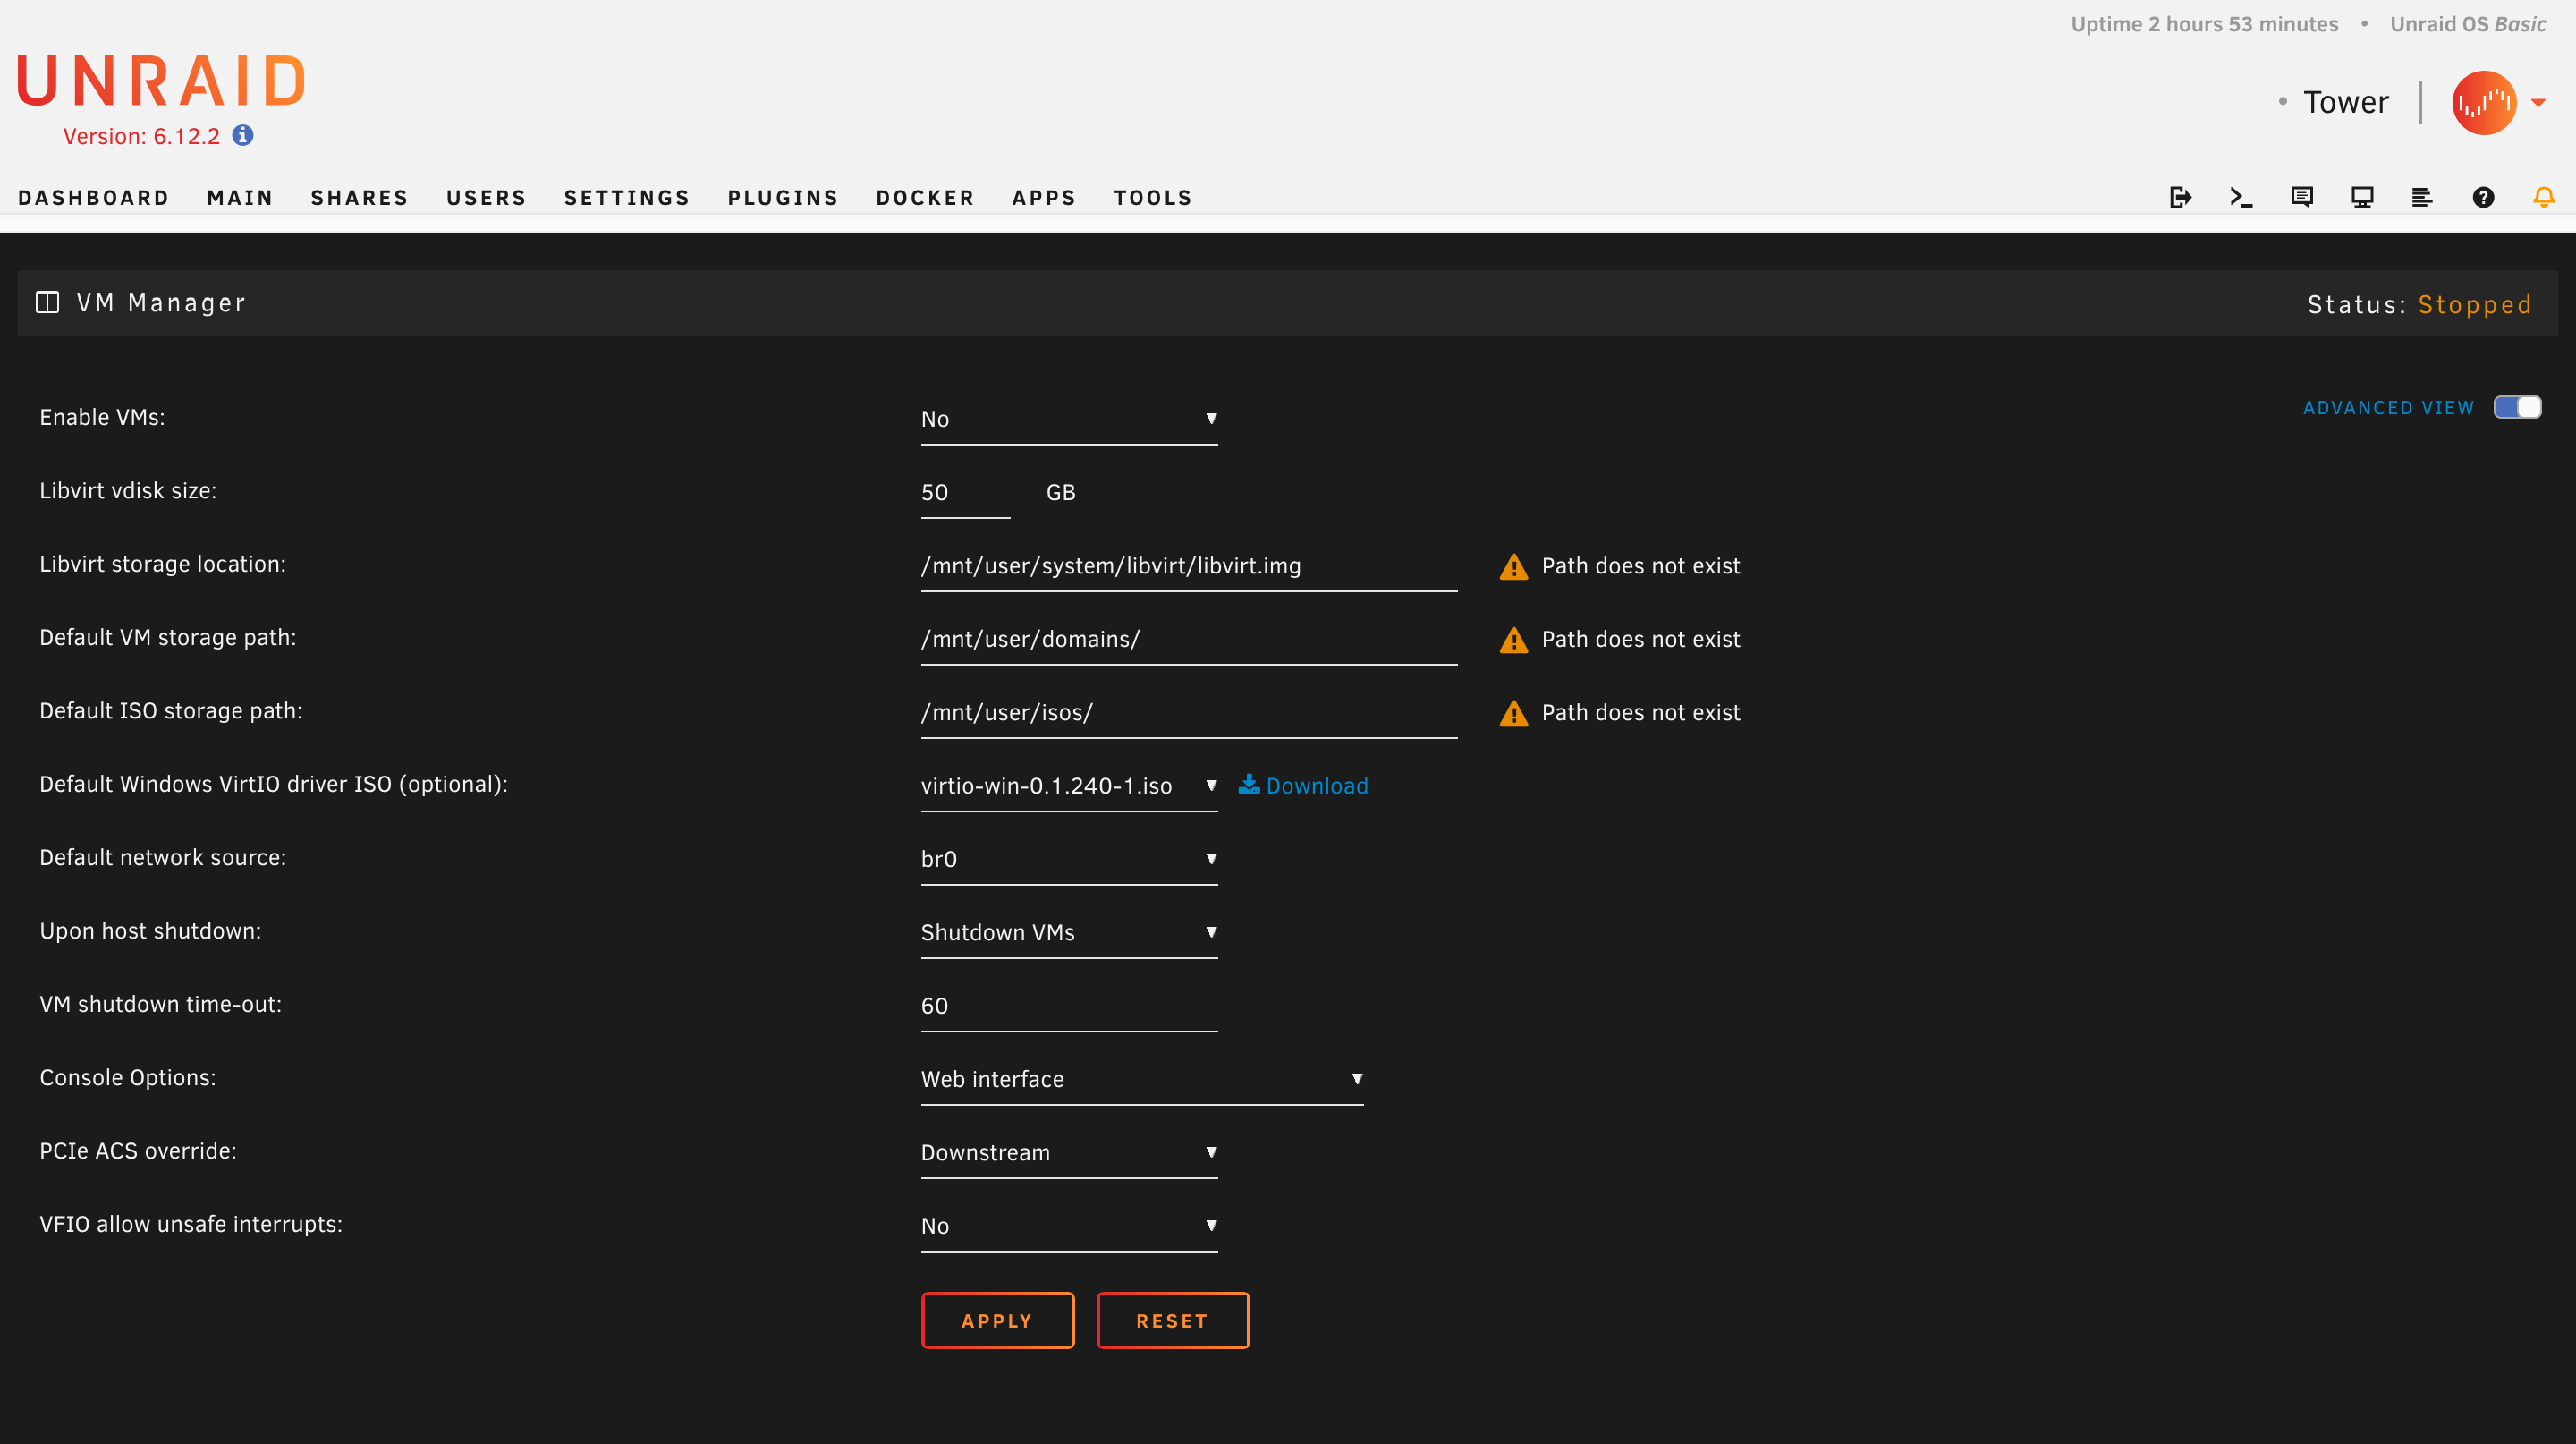 Uptime 2 hours 53 minutes • Unraid OS Basic
UNRAID
Version: 6.12.2
Tower
DASHBOARD MAIN SHARES USERS SETTINGS PLUGINS DOCKER APPS TOOLS
VM Manager
Status: Stopped
Enable VMs: No
ADVANCED VIEW
Libvirt vdisk size: 50 GB
Libvirt storage location: /mnt/user/system/libvirt/libvirt.img Path does not exist
Default VM storage path: /mnt/user/domains/ Path does not exist
Default ISO storage path: /mnt/user/isos/ Path does not exist
Default Windows VirtIO driver ISO (optional): virtio-win-0.1.240-1.iso Download
Default network source: br0
Upon host shutdown: Shutdown VMs
VM shutdown time-out: 60
Console Options: Web interface
PCIe ACS override: Downstream
VFIO allow unsafe interrupts: No
APPLY RESET